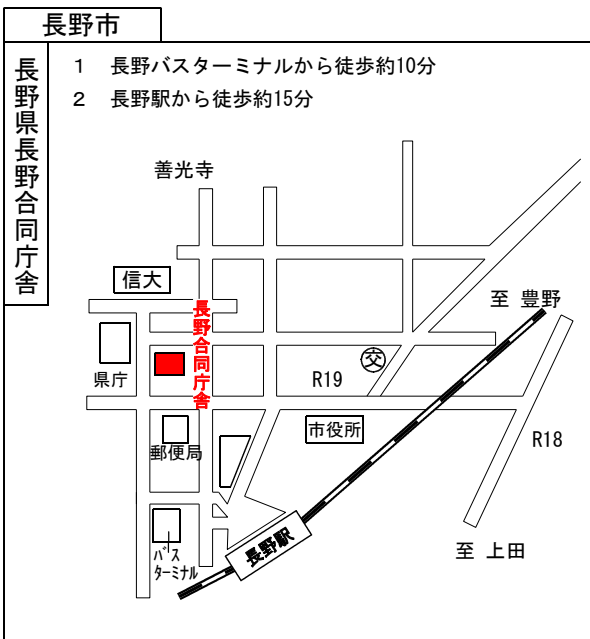 長野市
長野県長野合同庁舎
1 長野バスターミナルから徒歩約10分
2 長野駅から徒歩約15分
善光寺
信大
至 豊野
長野合同庁舎
県庁
R19
交
郵便局
市役所
R18
長野駅
バス
ターミナル
至 上田